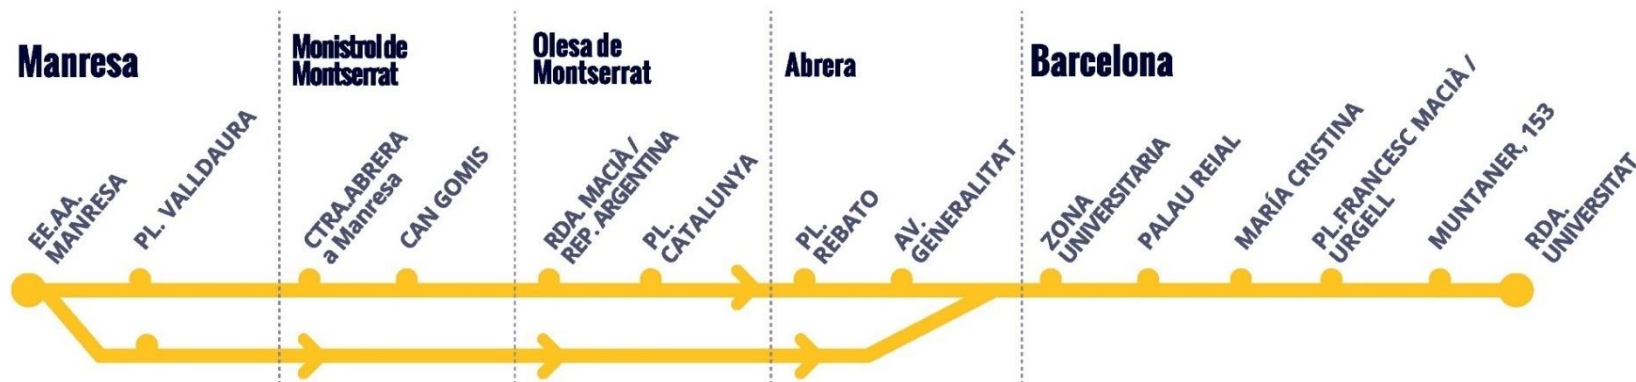 Manresa
Monistrol de
Montserrat
Olesa de
Montserrat
Abrera
Barcelona
EE.AA.
MANRESA
PL. VALLDAURA
CTRA.ABRERA
a Manresa
CAN GOMIS
RDA. MACIÀ /
REP. ARGENTINA
PL.
CATALUNYA
PL.
REBATO
AV.
GENERALITAT
ZONA
UNIVERSITARIA
PALAU REIAL
MARÍA CRISTINA
PL.FRANCESC MACIÀ /
URGELL
MUNTANER, 153
RDA.
UNIVERSITAT